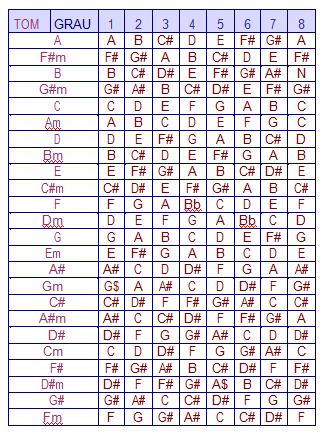 TOM GRAU 1 2 3 4 5 6 7 8
A A B C# D E F# G# A
F#m F# G# A B C# D E F#
B B C# D# E F# G# A# N
G#m G# A# B C# D# E F# G#
C C D E F G A B C
Am A B C D E F G C
D D E F# G A B C# D
Bm B C# D E F# G A B
E E F# G# A B C# D# E
C#m C# D# E F# G# A B C#
F F G A Bb C D E F
Dm D E F G A Bb C D
G G A B C D E F# G
Em E F# G A B C D E
A# A# C D D# F G A A#
Gm G$ A A# C D D# F G#
C# C# D# F F# G# A# C C#
A#m A# C C# D# F F# G# A
D# D# F G G# A# C D D#
Cm C D D# F G G# A# C
F# F# G# A# B C# D# F F#
D#m D# F F# G# A$ B C# D#
G# G# A# C C# D# F G G#
Fm F G G# A# C C# D# F